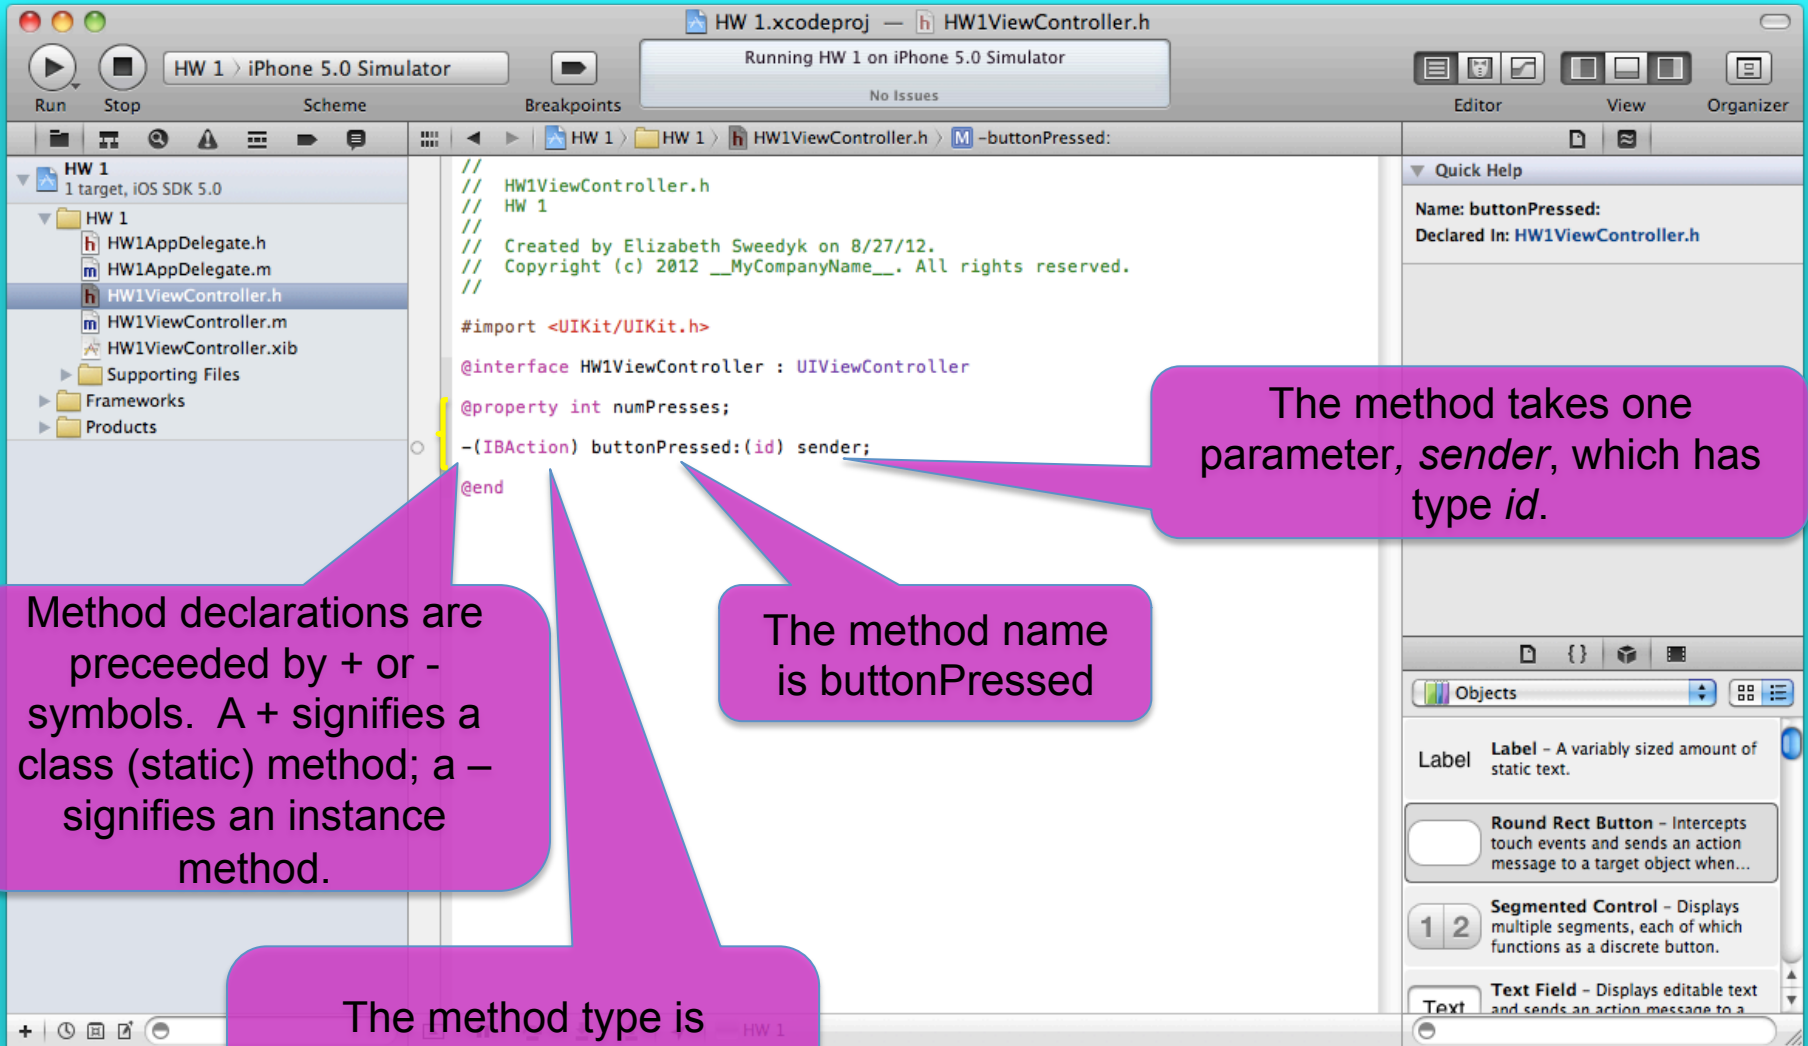 HW 1.xcodeproj — h HW1ViewController.h
HW 1 › iPhone 5.0 Simulator
Running HW 1 on iPhone 5.0 Simulator
No Issues
Run Stop Scheme Breakpoints Editor View Organizer
HW 1 › HW 1 › h HW1ViewController.h › M -buttonPressed:
HW 1
1 target, iOS SDK 5.0
HW 1
h HW1AppDelegate.h
m HW1AppDelegate.m
h HW1ViewController.h
m HW1ViewController.m
HW1ViewController.xib
Supporting Files
Frameworks
Products
//
// HW1ViewController.h
// HW 1
//
// Created by Elizabeth Sweedyk on 8/27/12.
// Copyright (c) 2012 __MyCompanyName__. All rights reserved.
//
#import <UIKit/UIKit.h>
@interface HW1ViewController : UIViewController
@property int numPresses;
-(IBAction) buttonPressed:(id) sender;
@end
The method takes one
parameter, sender, which has
type id.
Method declarations are
preceeded by + or -
symbols. A + signifies a
class (static) method; a –
signifies an instance
method.
The method name
is buttonPressed
The method type is
HW 1
Quick Help
Name: buttonPressed:
Declared In: HW1ViewController.h
{}
Objects
Label
Label – A variably sized amount of
static text.
Round Rect Button – Intercepts
touch events and sends an action
message to a target object when...
1 2
Segmented Control – Displays
multiple segments, each of which
functions as a discrete button.
Text
Text Field – Displays editable text
and sends an action message to a